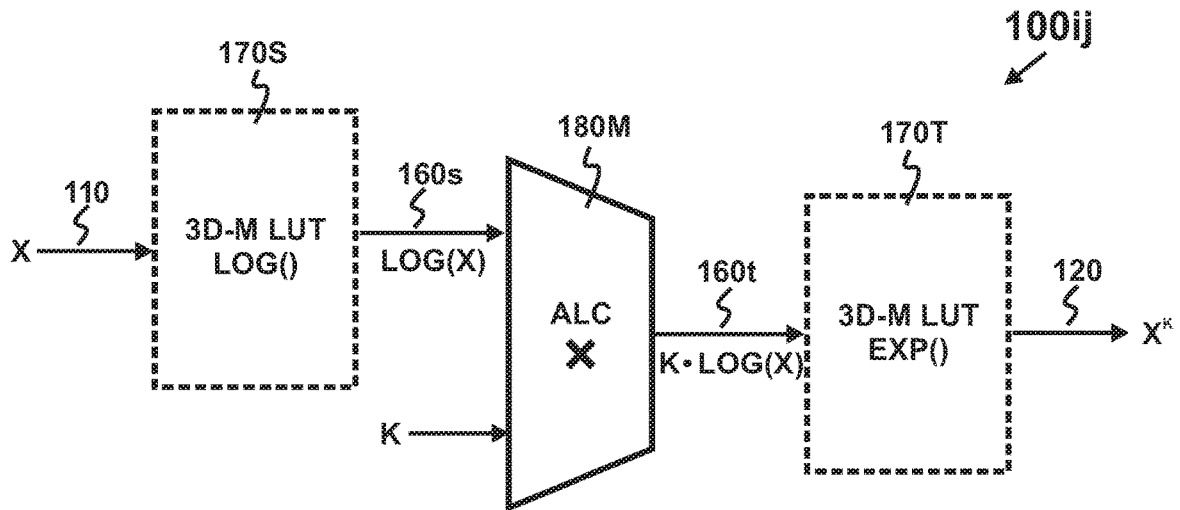 100ij
170S
110
X
3D-M LUT
LOG()
160s
LOG(X)
180M
ALC
×
K
160t
K•LOG(X)
170T
3D-M LUT
EXP()
120
X^K